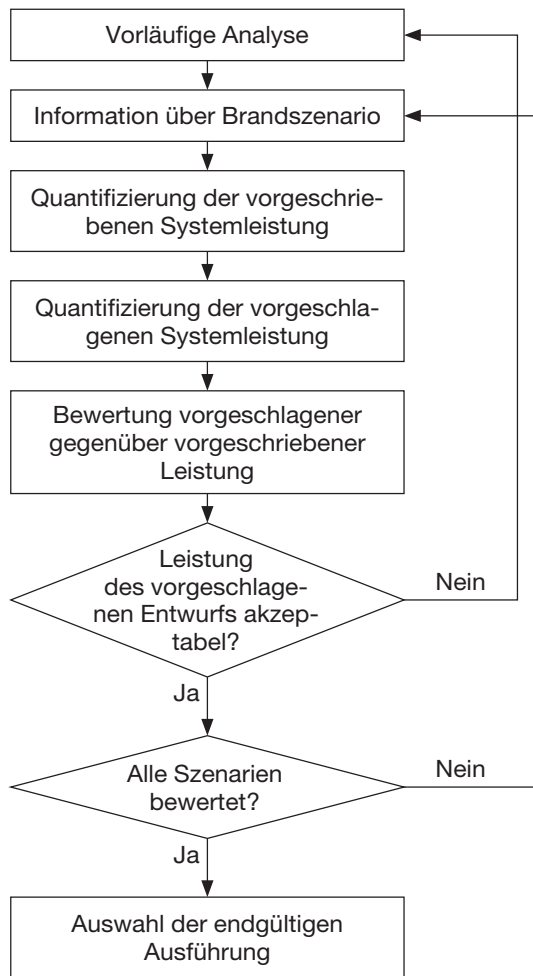 Vorläufige Analyse
Information über Brandszenario
Quantifizierung der vorgeschrie-
benen Systemleistung
Quantifizierung der vorgeschla-
genen Systemleistung
Bewertung vorgeschlagener
gegenüber vorgeschriebener
Leistung
Leistung
des vorgeschlage-
nen Entwurfs akzep-
tabel?
Nein
Ja
Alle Szenarien
bewertet?
Nein
Ja
Auswahl der endgültigen
Ausführung